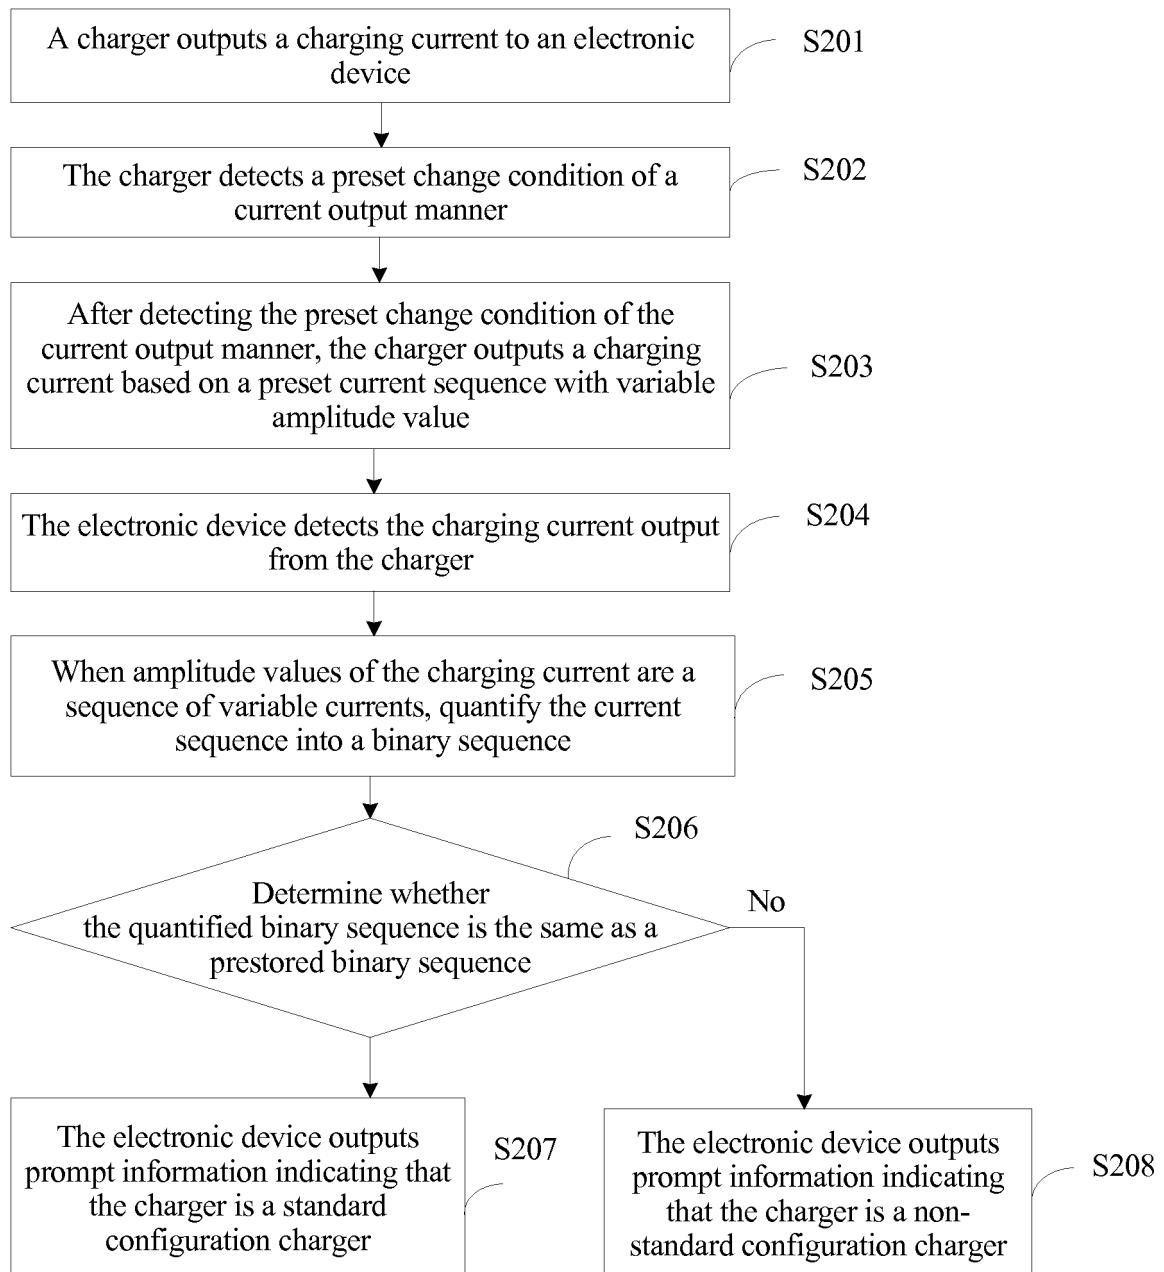 A charger outputs a charging current to an electronic
device
S201
The charger detects a preset change condition of a
current output manner
S202
After detecting the preset change condition of the
current output manner, the charger outputs a charging
current based on a preset current sequence with variable
amplitude value
S203
The electronic device detects the charging current output
from the charger
S204
When amplitude values of the charging current are a
sequence of variable currents, quantify the current
sequence into a binary sequence
S205
S206
Determine whether
the quantified binary sequence is the same as a
prestored binary sequence
No
The electronic device outputs
prompt information indicating that
the charger is a standard
configuration charger
S207
The electronic device outputs
prompt information indicating
that the charger is a non-
standard configuration charger
S208